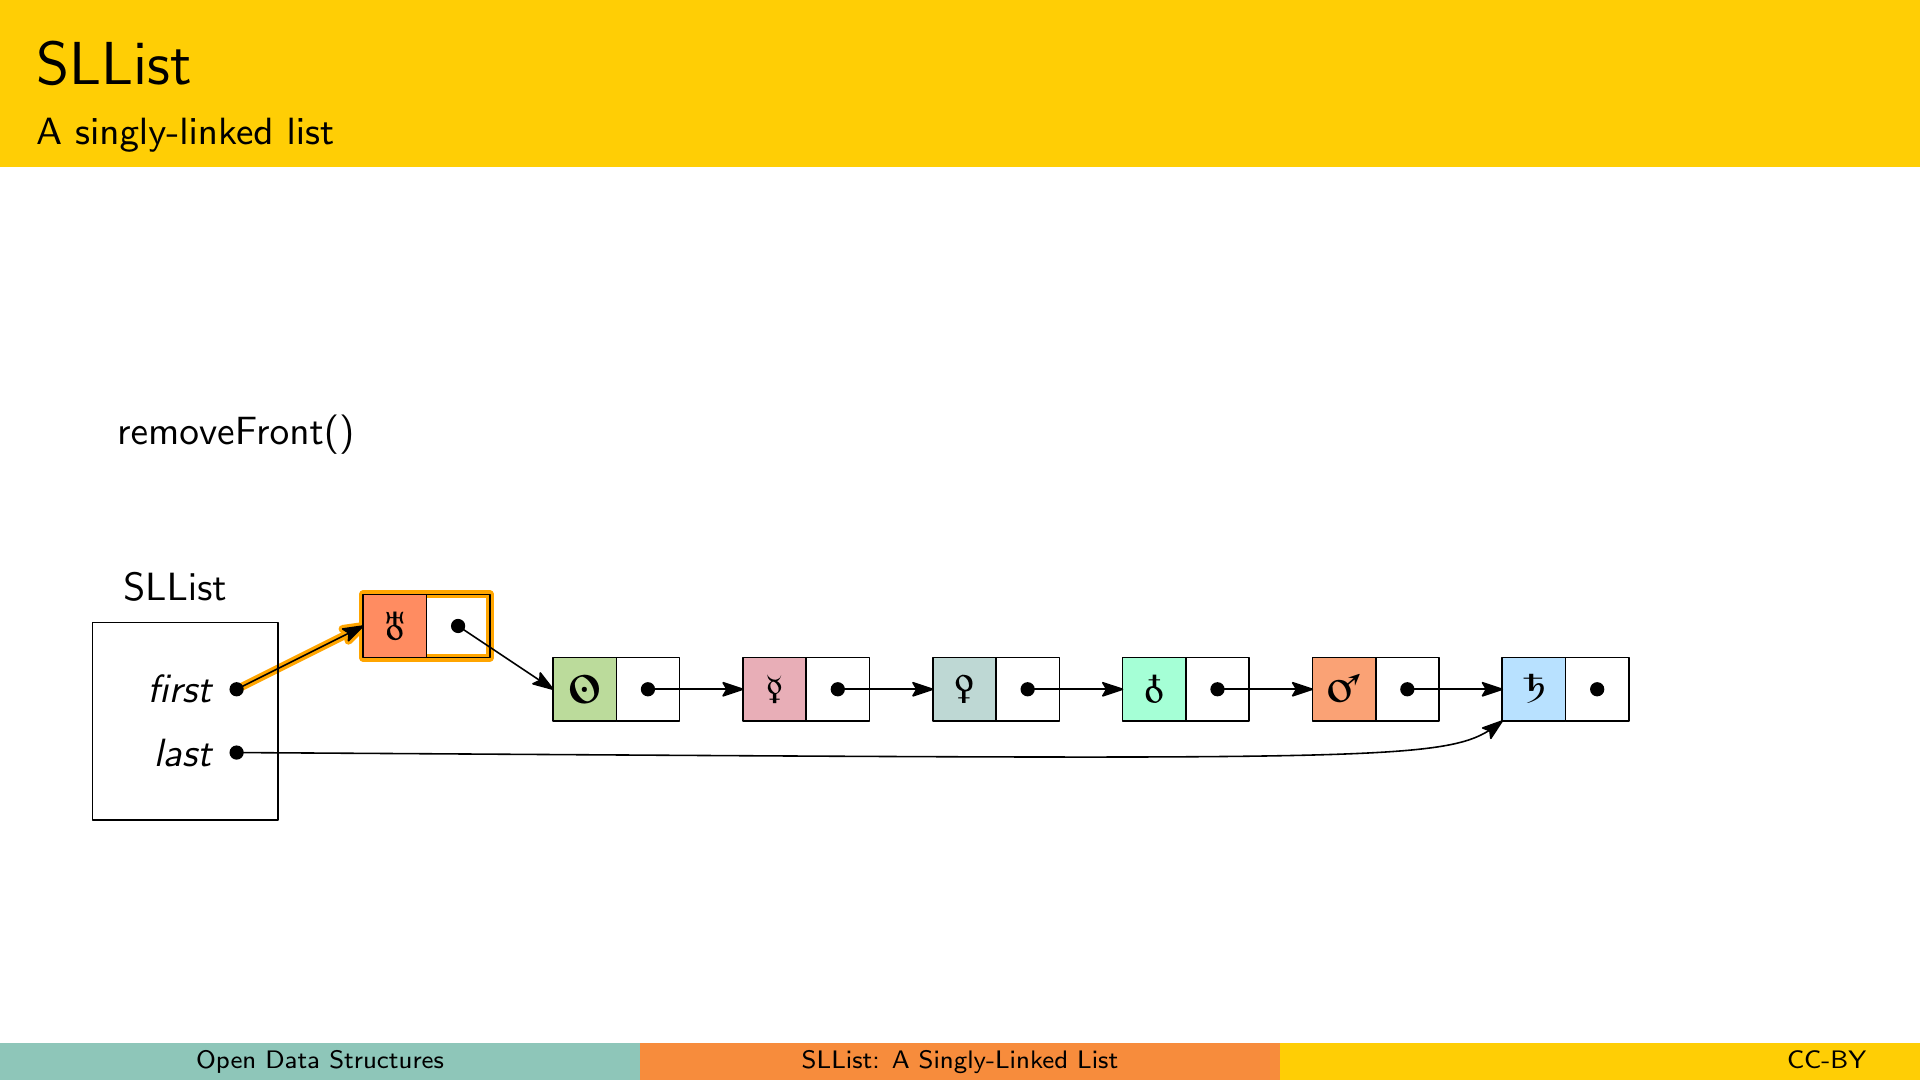 SLList
A singly-linked list
removeFront()
SLList
first
last
♅ ☉ ☿ ♀ ♁ ♂ ♄
Open Data Structures
SLList: A Singly-Linked List
CC-BY